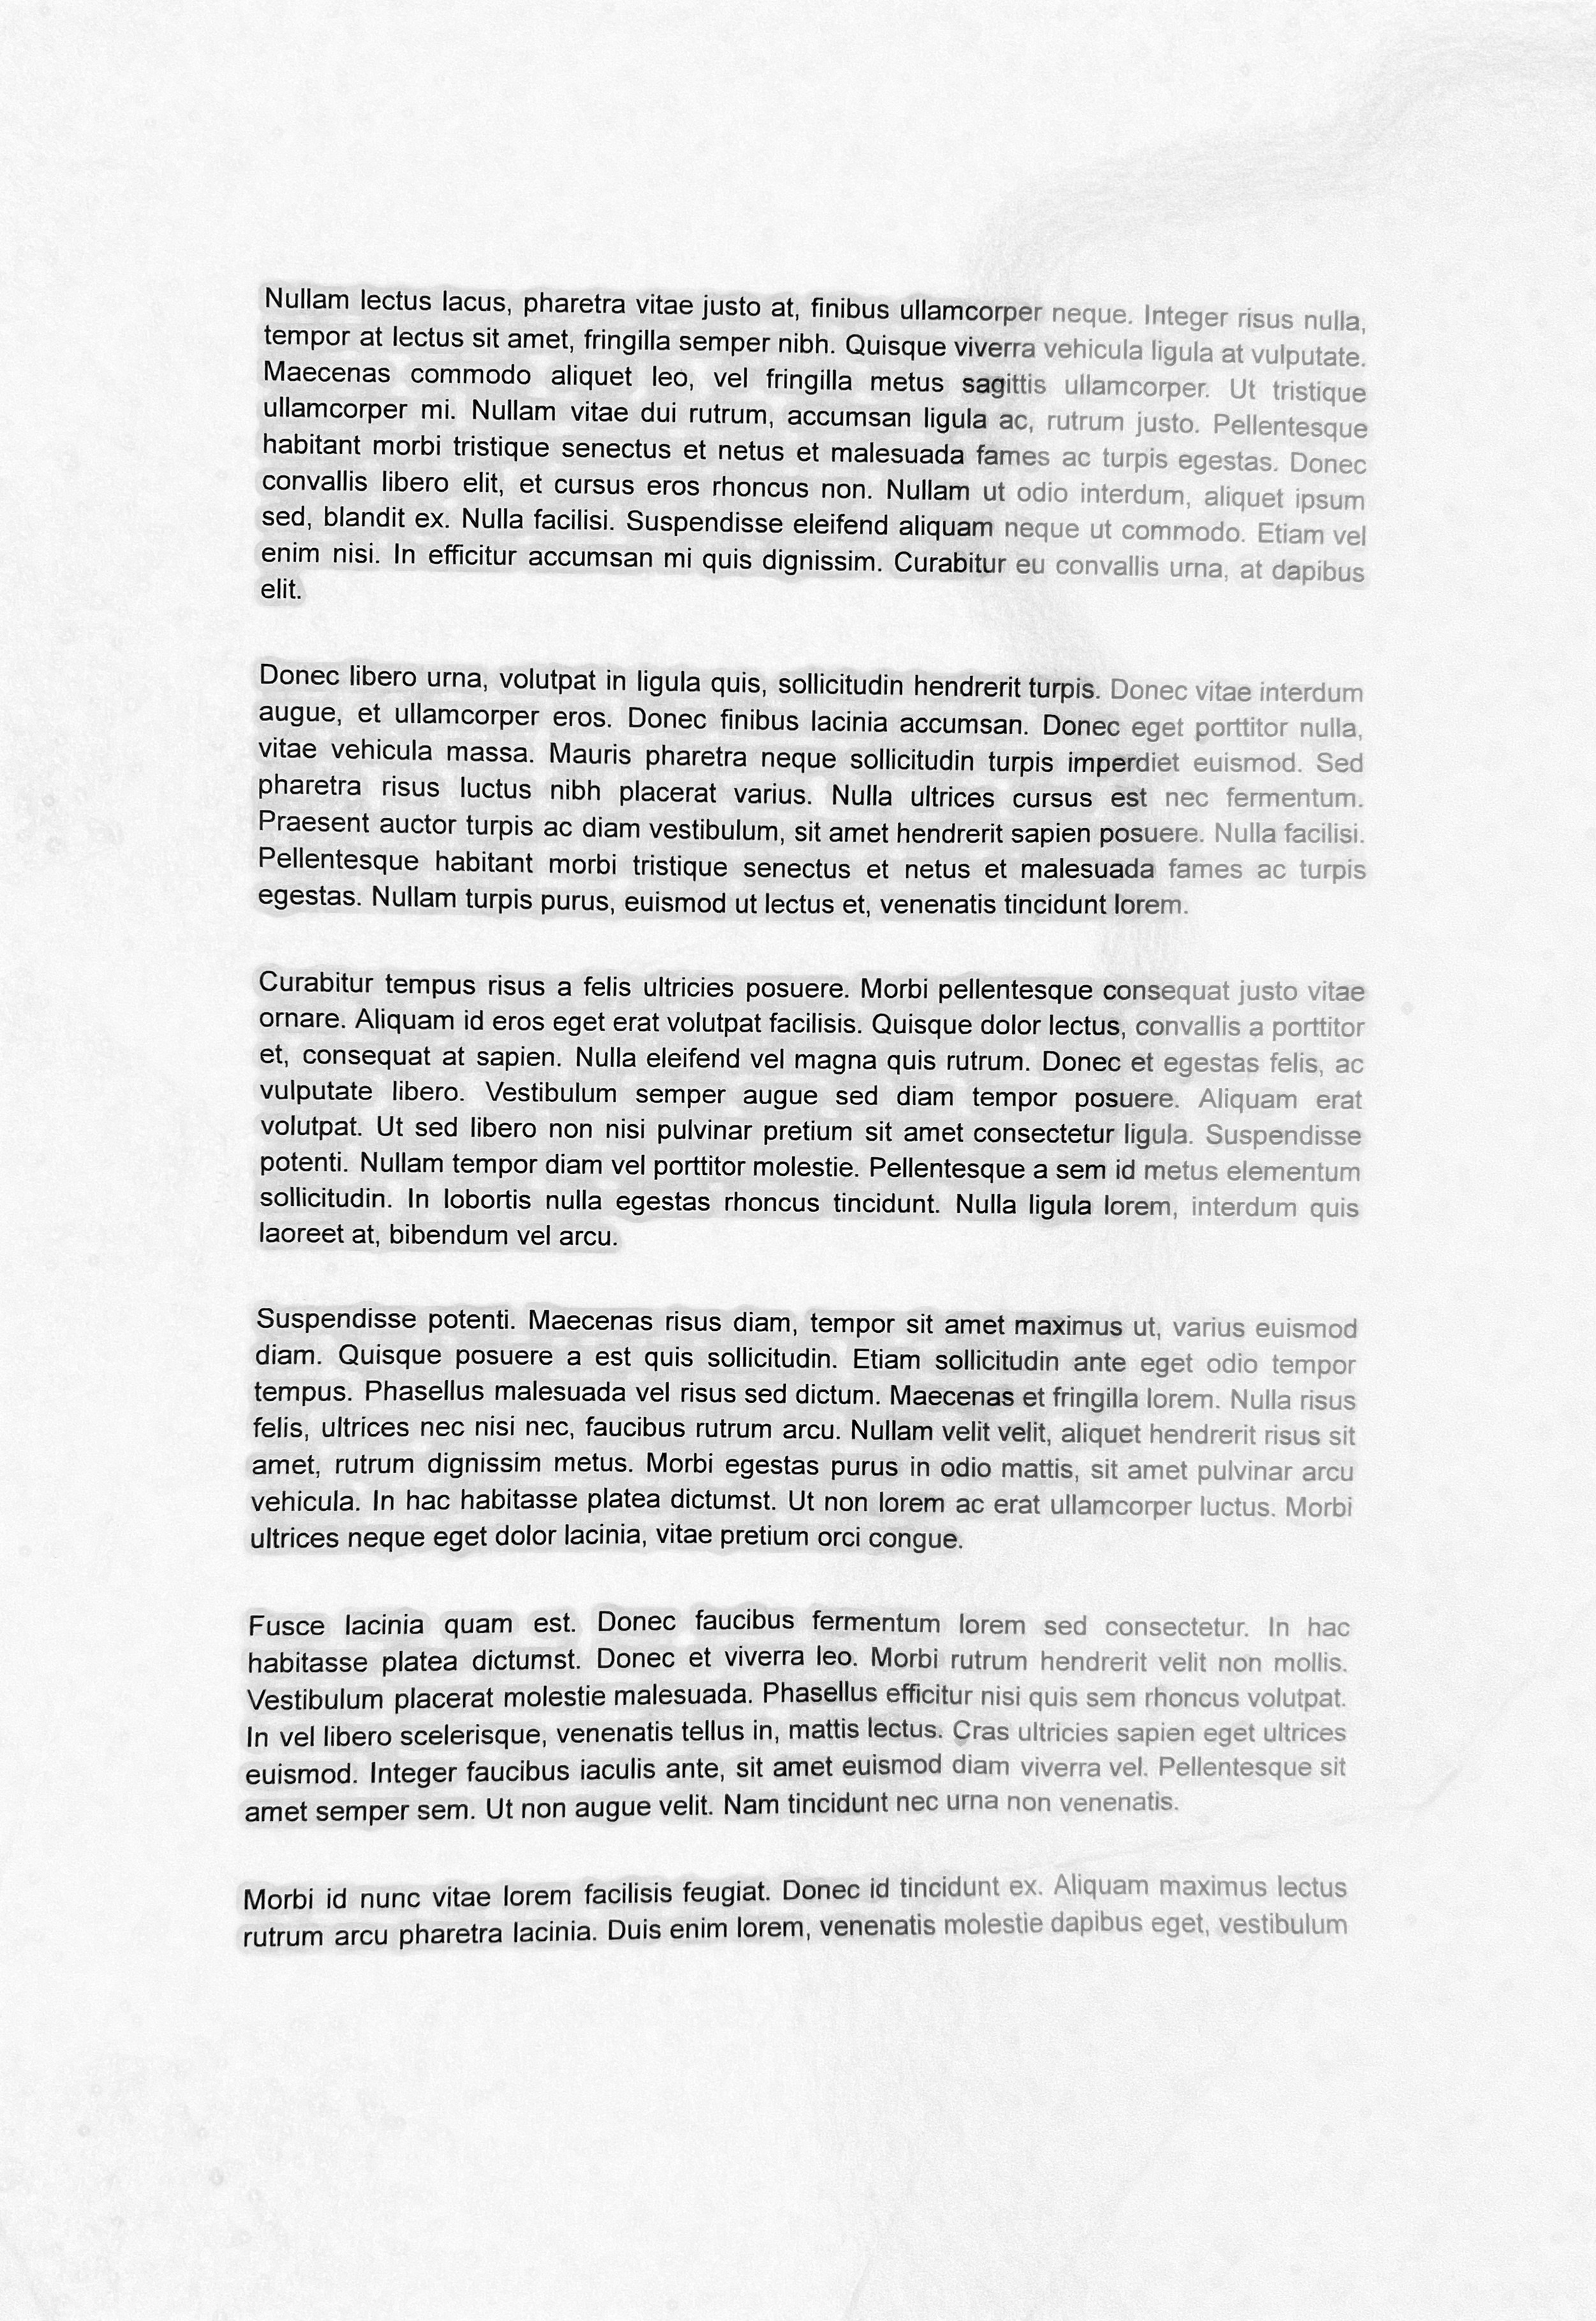 Nullam lectus lacus, pharetra vitae justo at, finibus ullamcorper neque. Integer risus nulla,
tempor at lectus sit amet, fringilla semper nibh. Quisque viverra vehicula ligula at vulputate.
Maecenas commodo aliquet leo, vel fringilla metus sagittis ullamcorper. Ut tristique
ullamcorper mi. Nullam vitae dui rutrum, accumsan ligula ac, rutrum justo. Pellentesque
habitant morbi tristique senectus et netus et malesuada fames ac turpis egestas. Donec
convallis libero elit, et cursus eros rhoncus non. Nullam ut odio interdum, aliquet ipsum
sed, blandit ex. Nulla facilisi. Suspendisse eleifend aliquam neque ut commodo. Etiam vel
enim nisi. In efficitur accumsan mi quis dignissim. Curabitur eu convallis urna, at dapibus
elit.
Donec libero urna, volutpat in ligula quis, sollicitudin hendrerit turpis. Donec vitae interdum
augue, et ullamcorper eros. Donec finibus lacinia accumsan. Donec eget porttitor nulla,
vitae vehicula massa. Mauris pharetra neque sollicitudin turpis imperdiet euismod. Sed
pharetra risus luctus nibh placerat varius. Nulla ultrices cursus est nec fermentum.
Praesent auctor turpis ac diam vestibulum, sit amet hendrerit sapien posuere. Nulla facilisi.
Pellentesque habitant morbi tristique senectus et netus et malesuada fames ac turpis
egestas. Nullam turpis purus, euismod ut lectus et, venenatis tincidunt lorem.
Curabitur tempus risus a felis ultricies posuere. Morbi pellentesque consequat justo vitae
ornare. Aliquam id eros eget erat volutpat facilisis. Quisque dolor lectus, convallis a porttitor
et, consequat at sapien. Nulla eleifend vel magna quis rutrum. Donec et egestas felis, ac
vulputate libero. Vestibulum semper augue sed diam tempor posuere. Aliquam erat
volutpat. Ut sed libero non nisi pulvinar pretium sit amet consectetur ligula. Suspendisse
potenti. Nullam tempor diam vel porttitor molestie. Pellentesque a sem id metus elementum
sollicitudin. In lobortis nulla egestas rhoncus tincidunt. Nulla ligula lorem, interdum quis
laoreet at, bibendum vel arcu.
Suspendisse potenti. Maecenas risus diam, tempor sit amet maximus ut, varius euismod
diam. Quisque posuere a est quis sollicitudin. Etiam sollicitudin ante eget odio tempor
tempus. Phasellus malesuada vel risus sed dictum. Maecenas et fringilla lorem. Nulla risus
felis, ultrices nec nisi nec, faucibus rutrum arcu. Nullam velit velit, aliquet hendrerit risus sit
amet, rutrum dignissim metus. Morbi egestas purus in odio mattis, sit amet pulvinar arcu
vehicula. In hac habitasse platea dictumst. Ut non lorem ac erat ullamcorper luctus. Morbi
ultrices neque eget dolor lacinia, vitae pretium orci congue.
Fusce lacinia quam est. Donec faucibus fermentum lorem sed consectetur. In hac
habitasse platea dictumst. Donec et viverra leo. Morbi rutrum hendrerit velit non mollis.
Vestibulum placerat molestie malesuada. Phasellus efficitur nisi quis sem rhoncus volutpat.
In vel libero scelerisque, venenatis tellus in, mattis lectus. Cras ultricies sapien eget ultrices
euismod. Integer faucibus iaculis ante, sit amet euismod diam viverra vel. Pellentesque sit
amet semper sem. Ut non augue velit. Nam tincidunt nec urna non venenatis.
Morbi id nunc vitae lorem facilisis feugiat. Donec id tincidunt ex. Aliquam maximus lectus
rutrum arcu pharetra lacinia. Duis enim lorem, venenatis molestie dapibus eget, vestibulum